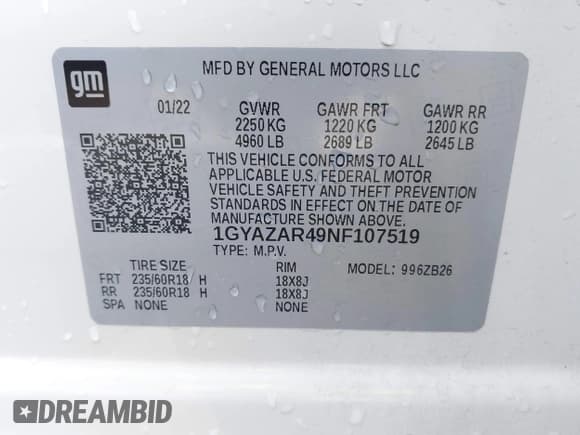 gm
MFD BY GENERAL MOTORS LLC
01/22 GVWR GAWR FRT GAWR RR
2250 KG 1220 KG 1200 KG
4960 LB 2689 LB 2645 LB
THIS VEHICLE CONFORMS TO ALL
APPLICABLE U.S. FEDERAL MOTOR
VEHICLE SAFETY AND THEFT PREVENTION
STANDARDS IN EFFECT ON THE DATE OF
MANUFACTURE SHOWN ABOVE.
1GYAZAR49NF107519
TYPE: M.P.V.
TIRE SIZE RIM MODEL: 996ZB26
FRT 235/60R18 H 18X8J
RR 235/60R18 H 18X8J
SPA NONE NONE
DREAMBID